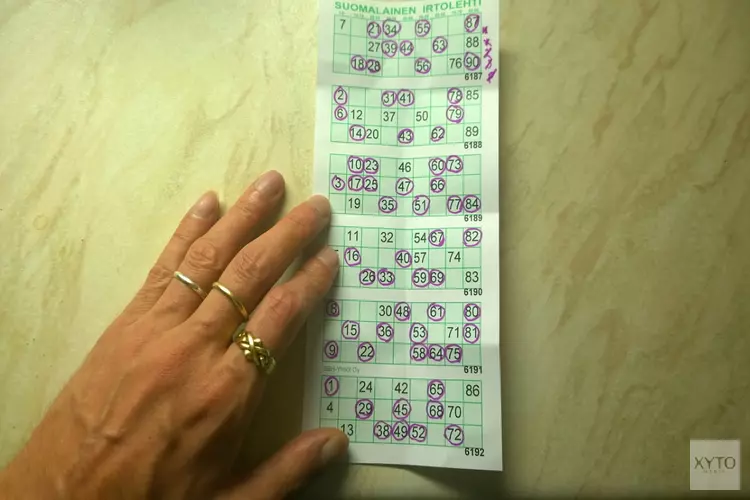 SUOMALAINEN IRTOLEHTI
7 21 34 55 87
27 39 44 63 88
18 28 56 76 90
6187
2 31 41 78 85
6 12 37 50 79
14 20 43 62 89
6188
10 23 46 60 73
3 17 25 47 66
19 35 51 77 84
6189
11 32 54 67 82
16 40 57 74
26 33 59 69 83
6190
8 30 48 61 80
15 36 53 71 81
9 22 58 64 75
6191
1 24 42 65 86
4 29 45 68 70
13 38 49 52 72
6192
XYTO